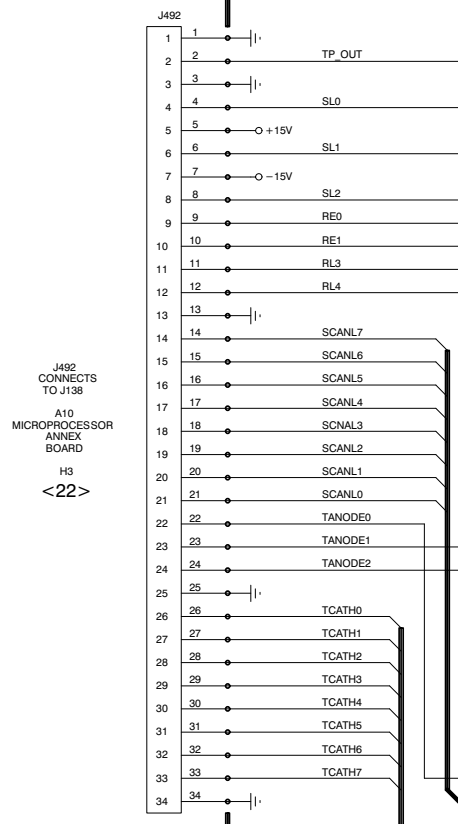 J492
1 1
2 2 TP_OUT
3 3
4 4 SL0
5 5 +15V
6 6 SL1
7 7 −15V
8 8 SL2
9 9 RE0
10 10 RE1
11 11 RL3
12 12 RL4
13 13
14 14 SCANL7
15 15 SCANL6
16 16 SCANL5
17 17 SCANL4
18 18 SCNAL3
19 19 SCANL2
20 20 SCANL1
21 21 SCANL0
22 22 TANODE0
23 23 TANODE1
24 24 TANODE2
25 25
26 26 TCATH0
27 27 TCATH1
28 28 TCATH2
29 29 TCATH3
30 30 TCATH4
31 31 TCATH5
32 32 TCATH6
33 33 TCATH7
34 34
J492
CONNECTS
TO J138
A10
MICROPROCESSOR
ANNEX
BOARD
H3
<22>